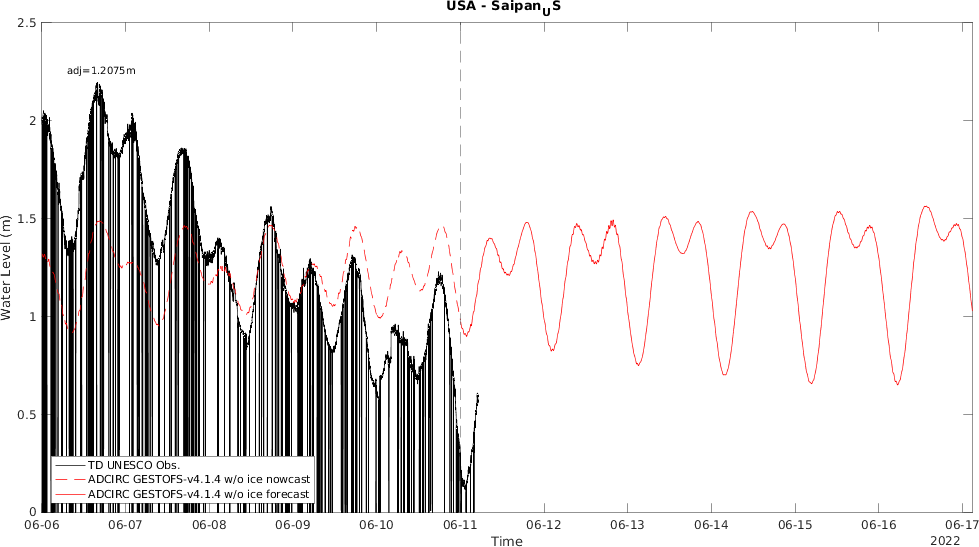 USA - SaipanUS
adj=1.2075m
2.5
2
1.5
1
0.5
0
Water Level (m)
TD UNESCO Obs.
ADCIRC GESTOFS-v4.1.4 w/o ice nowcast
ADCIRC GESTOFS-v4.1.4 w/o ice forecast
06-06 06-07 06-08 06-09 06-10 06-11 06-12 06-13 06-14 06-15 06-16 06-17
Time
2022